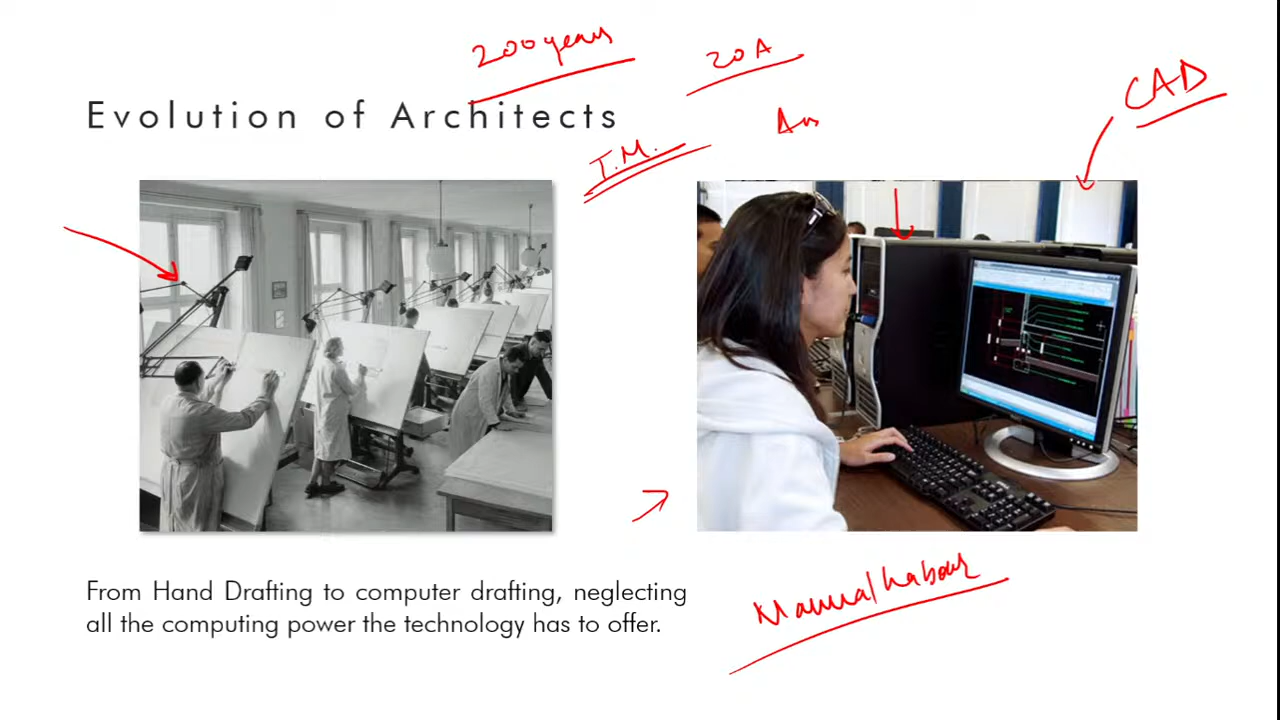 200 years
20 A
CAD
Evolution of Architects
T.M.
From Hand Drafting to computer drafting, neglecting
all the computing power the technology has to offer.
Manual labour